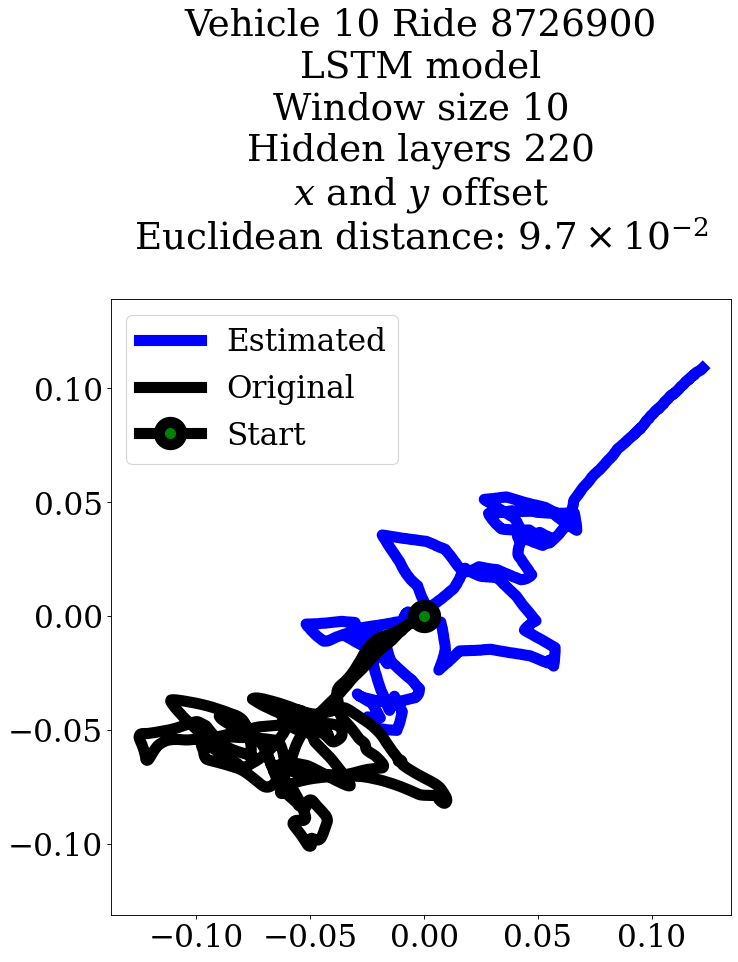 Vehicle 10 Ride 8726900
LSTM model
Window size 10
Hidden layers 220
x and y offset
Euclidean distance: 9.7 × 10⁻²
Estimated
Original
Start
0.10
0.05
0.00
−0.05
−0.10
−0.10 −0.05 0.00 0.05 0.10